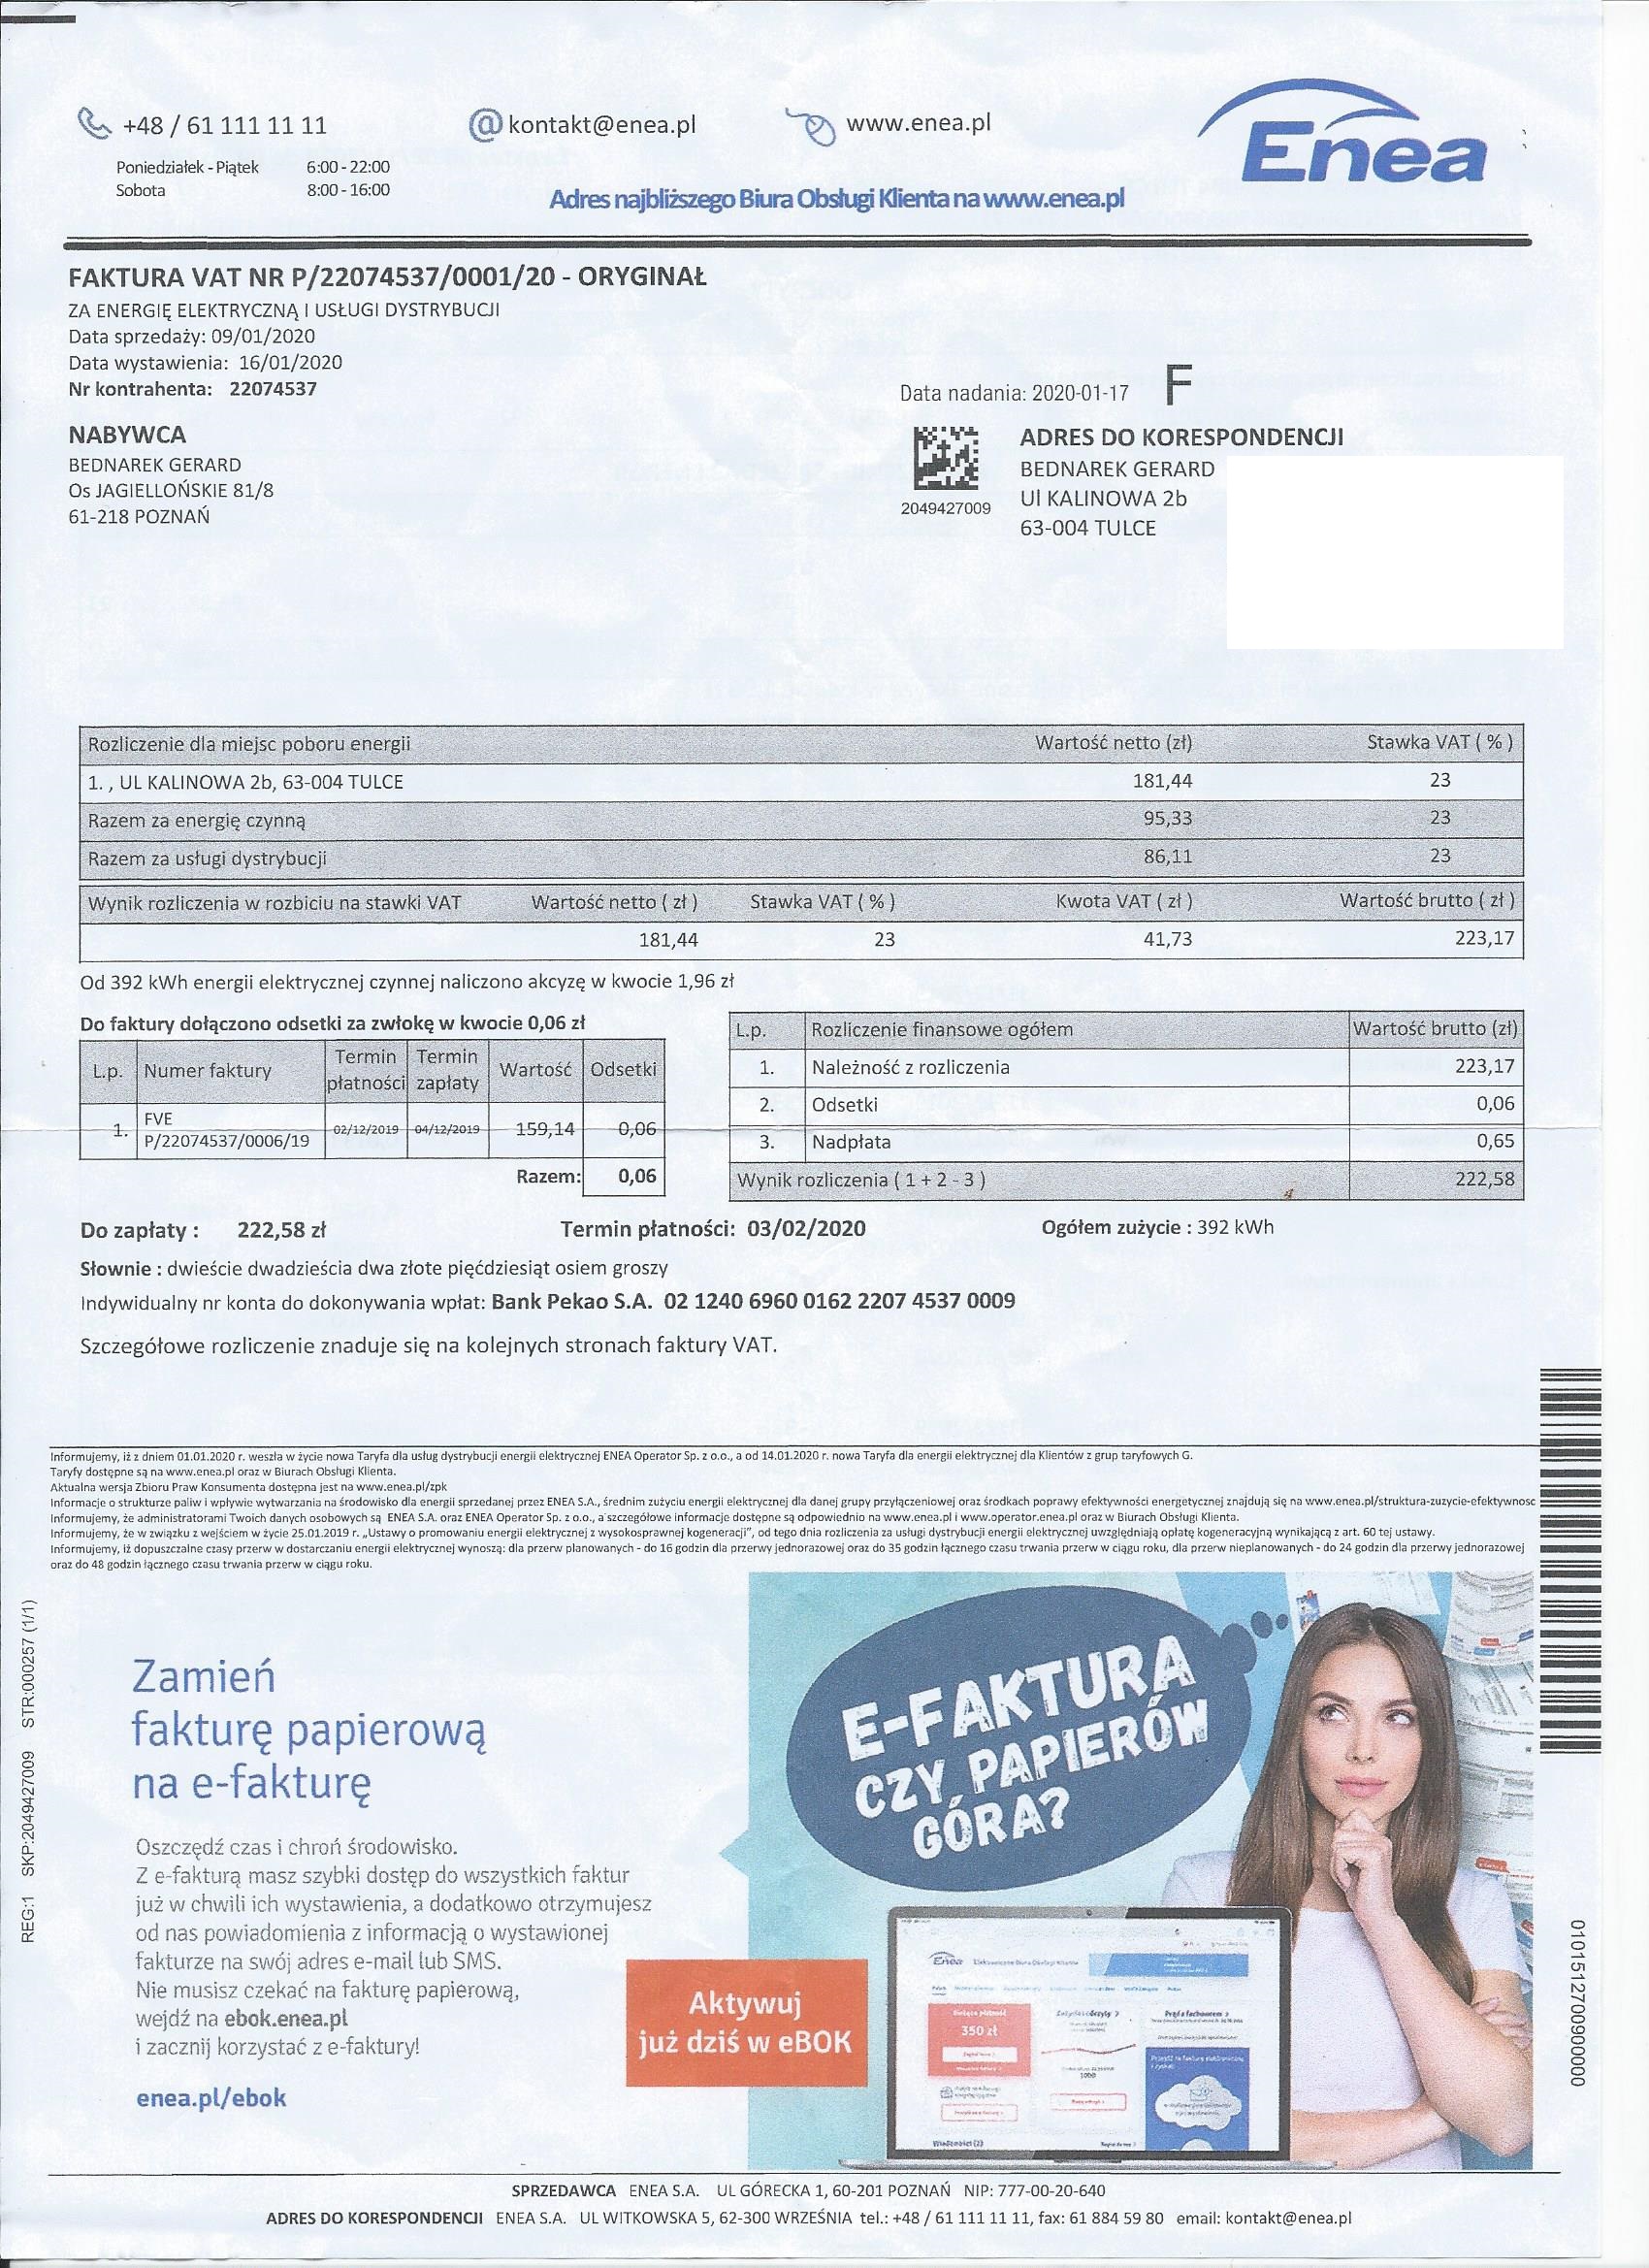 +48 / 61 111 11 11
Poniedziałek - Piątek 6:00 - 22:00
Sobota 8:00 - 16:00
kontakt@enea.pl
www.enea.pl
Adres najbliższego Biura Obsługi Klienta na www.enea.pl
Enea
FAKTURA VAT NR P/22074537/0001/20 - ORYGINAŁ
ZA ENERGIĘ ELEKTRYCZNĄ I USŁUGI DYSTRYBUCJI
Data sprzedaży: 09/01/2020
Data wystawienia: 16/01/2020
Nr kontrahenta: 22074537
NABYWCA
BEDNAREK GERARD
Os JAGIELLOŃSKIE 81/8
61-218 POZNAŃ
Data nadania: 2020-01-17 F
2049427009
ADRES DO KORESPONDENCJI
BEDNAREK GERARD
Ul KALINOWA 2b
63-004 TULCE
Rozliczenie dla miejsc poboru energii Wartość netto (zł) Stawka VAT ( % )
1. , UL KALINOWA 2b, 63-004 TULCE 181,44 23
Razem za energię czynną 95,33 23
Razem za usługi dystrybucji 86,11 23
Wynik rozliczenia w rozbiciu na stawki VAT Wartość netto ( zł ) Stawka VAT ( % ) Kwota VAT ( zł ) Wartość brutto ( zł )
181,44 23 41,73 223,17
Od 392 kWh energii elektrycznej czynnej naliczono akcyzę w kwocie 1,96 zł
Do faktury dołączono odsetki za zwłokę w kwocie 0,06 zł
L.p. Numer faktury Termin płatności Termin zapłaty Wartość Odsetki
1. FVE P/22074537/0006/19 02/12/2019 04/12/2019 159,14 0,06
Razem: 0,06
L.p. Rozliczenie finansowe ogółem Wartość brutto (zł)
1. Należność z rozliczenia 223,17
2. Odsetki 0,06
3. Nadpłata 0,65
Wynik rozliczenia ( 1 + 2 - 3 ) 222,58
Do zapłaty : 222,58 zł Termin płatności: 03/02/2020 Ogółem zużycie : 392 kWh
Słownie : dwieście dwadzieścia dwa złote pięćdziesiąt osiem groszy
Indywidualny nr konta do dokonywania wpłat: Bank Pekao S.A. 02 1240 6960 0162 2207 4537 0009
Szczegółowe rozliczenie znaduje się na kolejnych stronach faktury VAT.
Informujemy, iż z dniem 01.01.2020 r. weszła w życie nowa Taryfa dla usług dystrybucji energii elektrycznej ENEA Operator Sp. z o.o., a od 14.01.2020 r. nowa Taryfa dla energii elektrycznej dla Klientów z grup taryfowych G.
Taryfy dostępne są na www.enea.pl oraz w Biurach Obsługi Klienta.
Aktualna wersja Zbioru Praw Konsumenta dostępna jest na www.enea.pl/zpk
Informacje o strukturze paliw i wpływie wytwarzania na środowisko dla energii sprzedanej przez ENEA S.A., średnim zużyciu energii elektrycznej dla danej grupy przyłączeniowej oraz środkach poprawy efektywności energetycznej znajdują się na www.enea.pl/struktura-zuzycie-efektywnosc
Informujemy, że administratorami Twoich danych osobowych są ENEA S.A. oraz ENEA Operator Sp. z o.o., a szczegółowe informacje dostępne są odpowiednio na www.enea.pl i www.operator.enea.pl oraz w Biurach Obsługi Klienta.
Informujemy, że w związku z wejściem w życie 25.01.2019 r. „Ustawy o promowaniu energii elektrycznej z wysokosprawnej kogeneracji", od tego dnia rozliczenia za usługi dystrybucji energii elektrycznej uwzględniają opłatę kogeneracyjną wynikającą z art. 60 tej ustawy.
Informujemy, iż dopuszczalne czasy przerw w dostarczaniu energii elektrycznej wynoszą: dla przerw planowanych - do 16 godzin dla przerwy jednorazowej oraz do 35 godzin łącznego czasu trwania przerw w ciągu roku, dla przerw nieplanowanych - do 24 godzin dla przerwy jednorazowej
oraz do 48 godzin łącznego czasu trwania przerw w ciągu roku.
Zamień
fakturę papierową
na e-fakturę
Oszczędź czas i chroń środowisko.
Z e-fakturą masz szybki dostęp do wszystkich faktur
już w chwili ich wystawienia, a dodatkowo otrzymujesz
od nas powiadomienia z informacją o wystawionej
fakturze na swój adres e-mail lub SMS.
Nie musisz czekać na fakturę papierową,
wejdź na ebok.enea.pl
i zacznij korzystać z e-faktury!
enea.pl/ebok
E-FAKTURA
CZY PAPIERÓW
GÓRA?
Aktywuj
już dziś w eBOK
Enea
350 zł
REG:1 SKP:2049427009 STR:000257 (1/1)
0101512700900000
SPRZEDAWCA ENEA S.A. UL GÓRECKA 1, 60-201 POZNAŃ NIP: 777-00-20-640
ADRES DO KORESPONDENCJI ENEA S.A. UL WITKOWSKA 5, 62-300 WRZEŚNIA tel.: +48 / 61 111 11 11, fax: 61 884 59 80 email: kontakt@enea.pl